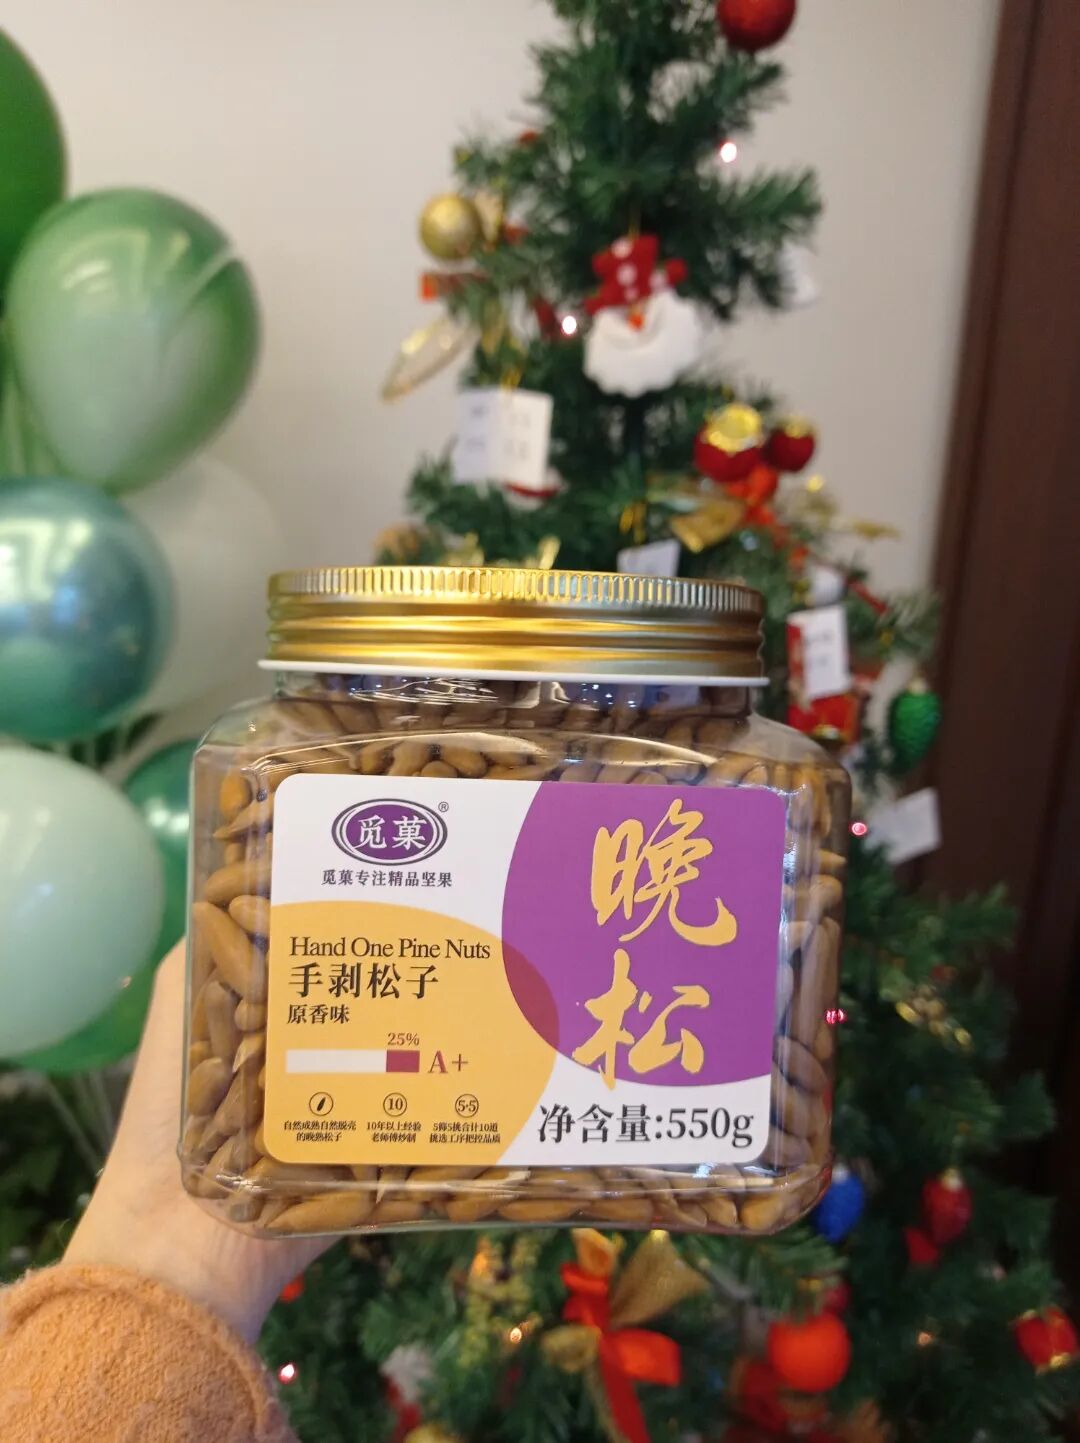 觅菓®
觅菓专注精品坚果
晚松
Hand One Pine Nuts
手剥松子
原香味
25%
A+
10
5·5
自然成熟自然脱壳
的晚熟松子
10年以上经验
老师傅炒制
5筛5挑合计10道
挑选工序把控品质
净含量:550g